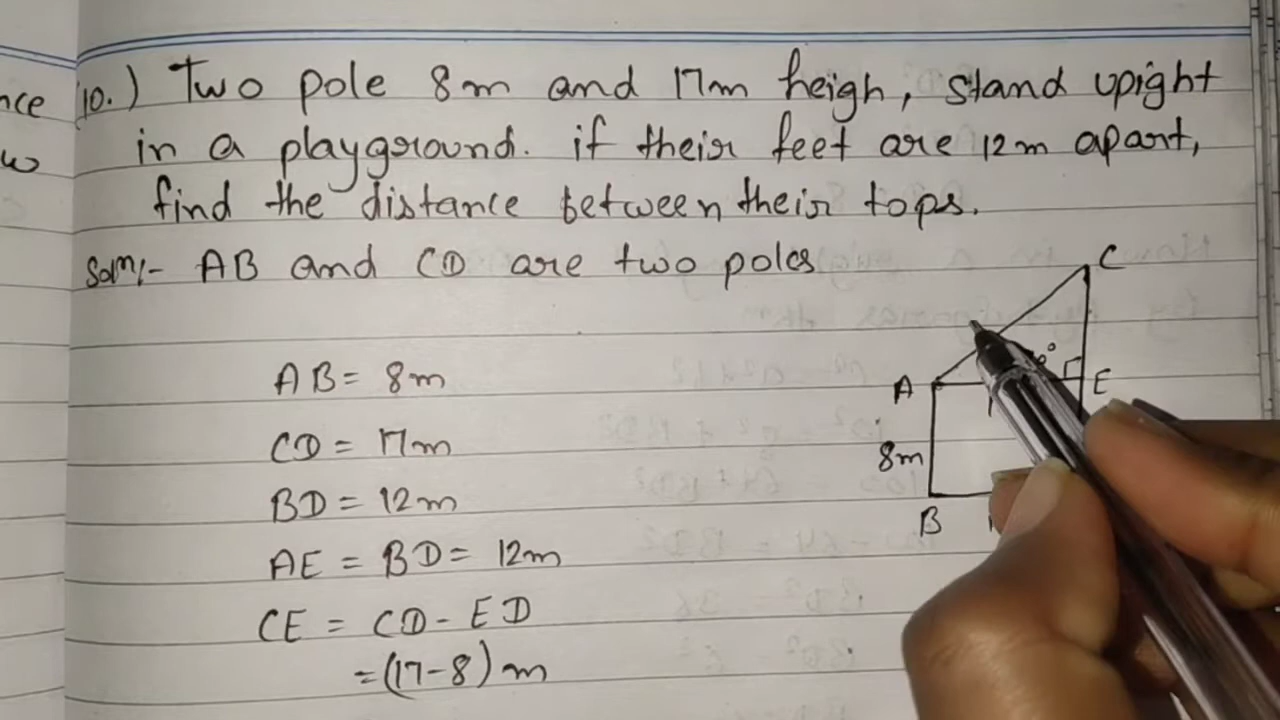 nce
w
10.) Two pole 8m and 17m heigh, stand upight
in a playground. if their feet are 12m apart,
find the distance between their tops.
Soln:- AB and CD are two poles
AB = 8m
CD = 17m
BD = 12m
AE = BD = 12m
CE = CD - ED
= (17-8) m
C
A
E
8m
B